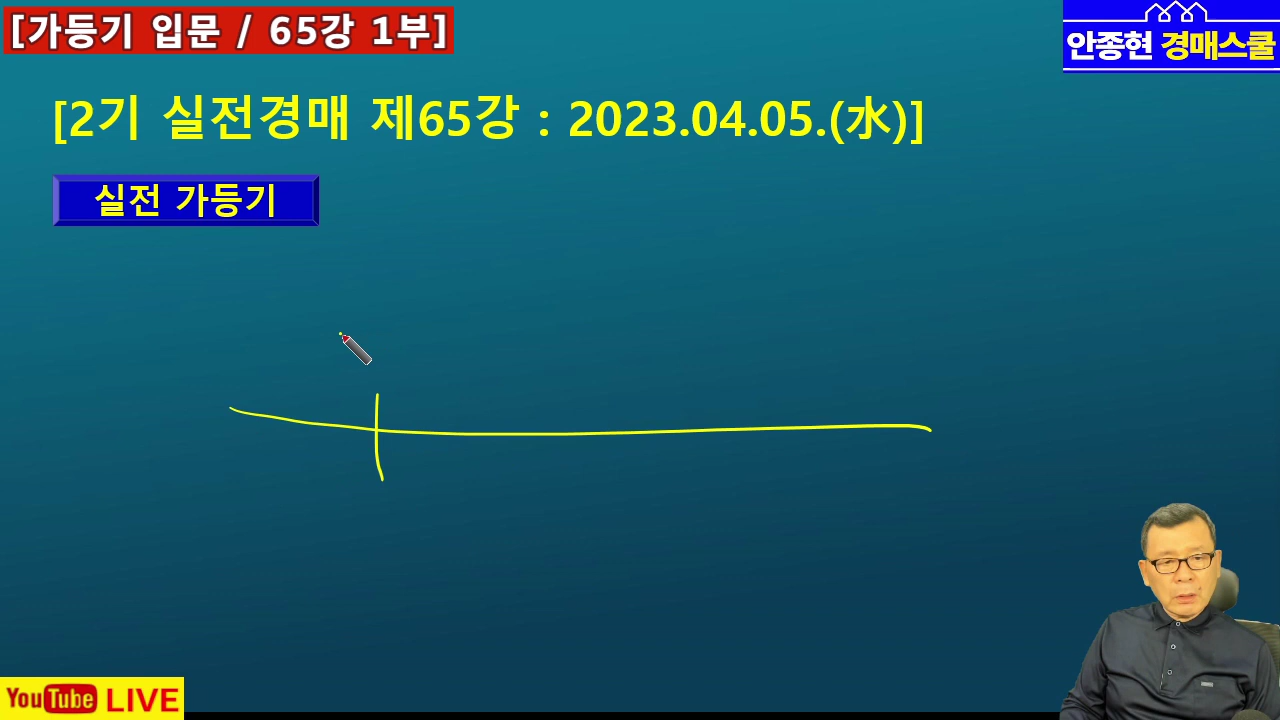 [가등기 입문 / 65강 1부]
안종현 경매스쿨
[2기 실전경매 제65강 : 2023.04.05.(水)]
실전 가등기
YouTube LIVE